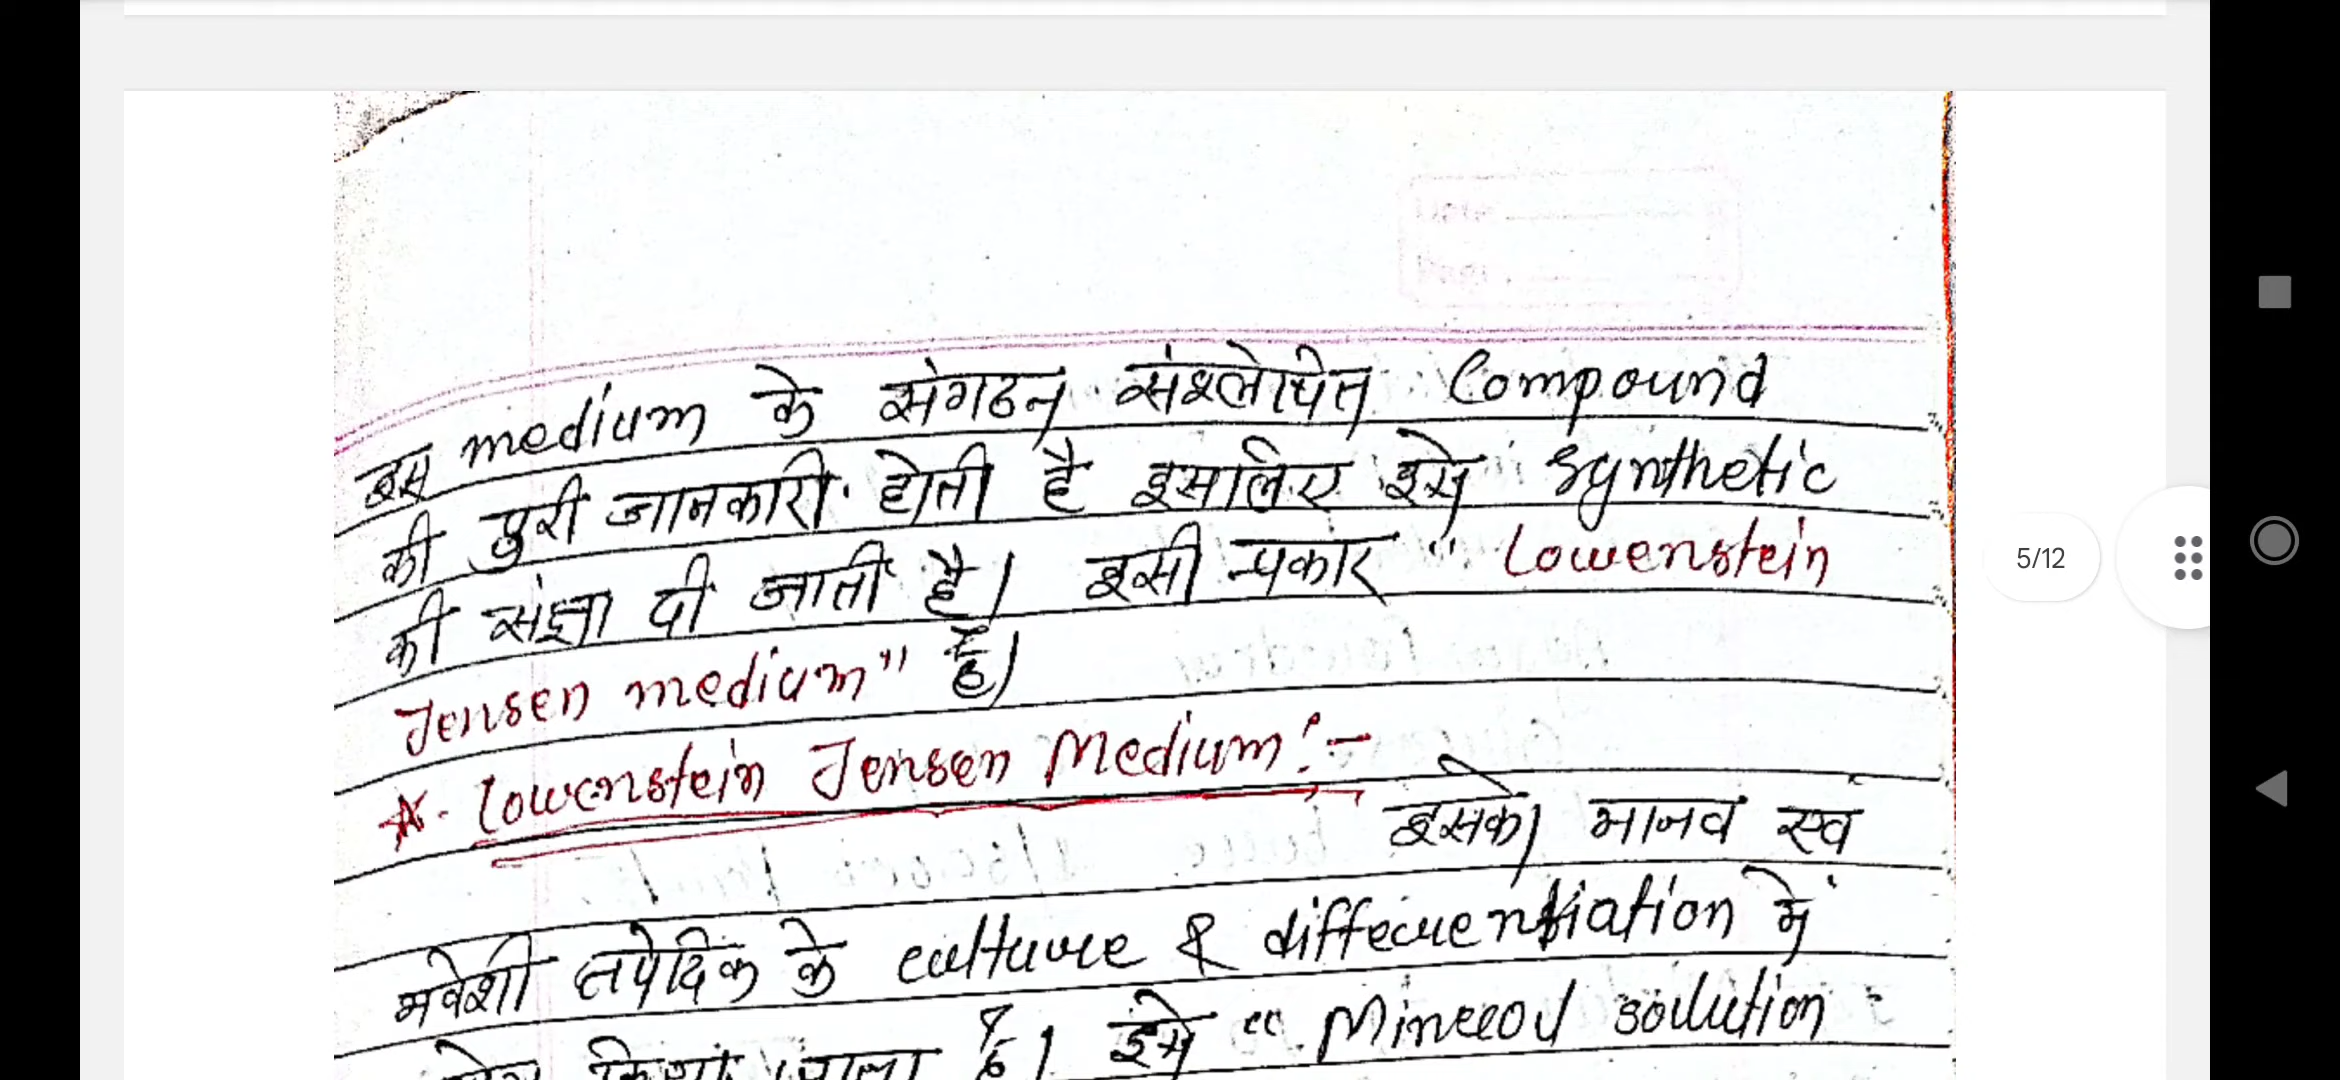 इस medium के संगठन संश्लेषित Compound
की पुरी जानकारी होती है इसलिए इसे synthetic
की संज्ञा दी जाती है। इसी प्रकार " Lowenstein
Jensen medium" है।
* Lowenstein Jensen Medium :-
इसको मानव एवं
मवेशी तपेदिक के culture & differentiation में
किया जाता है। इसे " Mineral solution
5/12